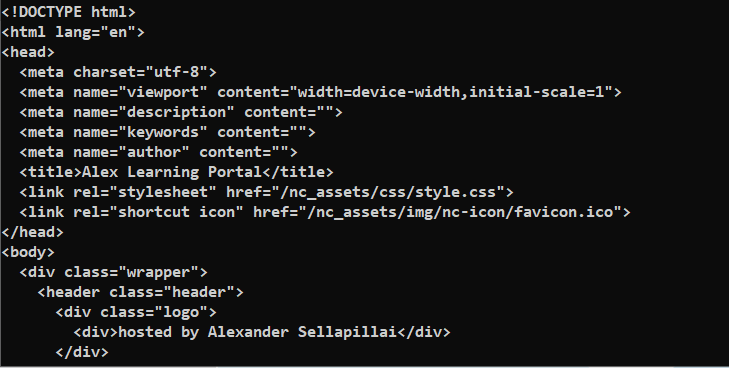 <!DOCTYPE html>
<html lang="en">
<head>
  <meta charset="utf-8">
  <meta name="viewport" content="width=device-width,initial-scale=1">
  <meta name="description" content="">
  <meta name="keywords" content="">
  <meta name="author" content="">
  <title>Alex Learning Portal</title>
  <link rel="stylesheet" href="/nc_assets/css/style.css">
  <link rel="shortcut icon" href="/nc_assets/img/nc-icon/favicon.ico">
</head>
<body>
  <div class="wrapper">
    <header class="header">
      <div class="logo">
        <div>hosted by Alexander Sellapillai</div>
      </div>